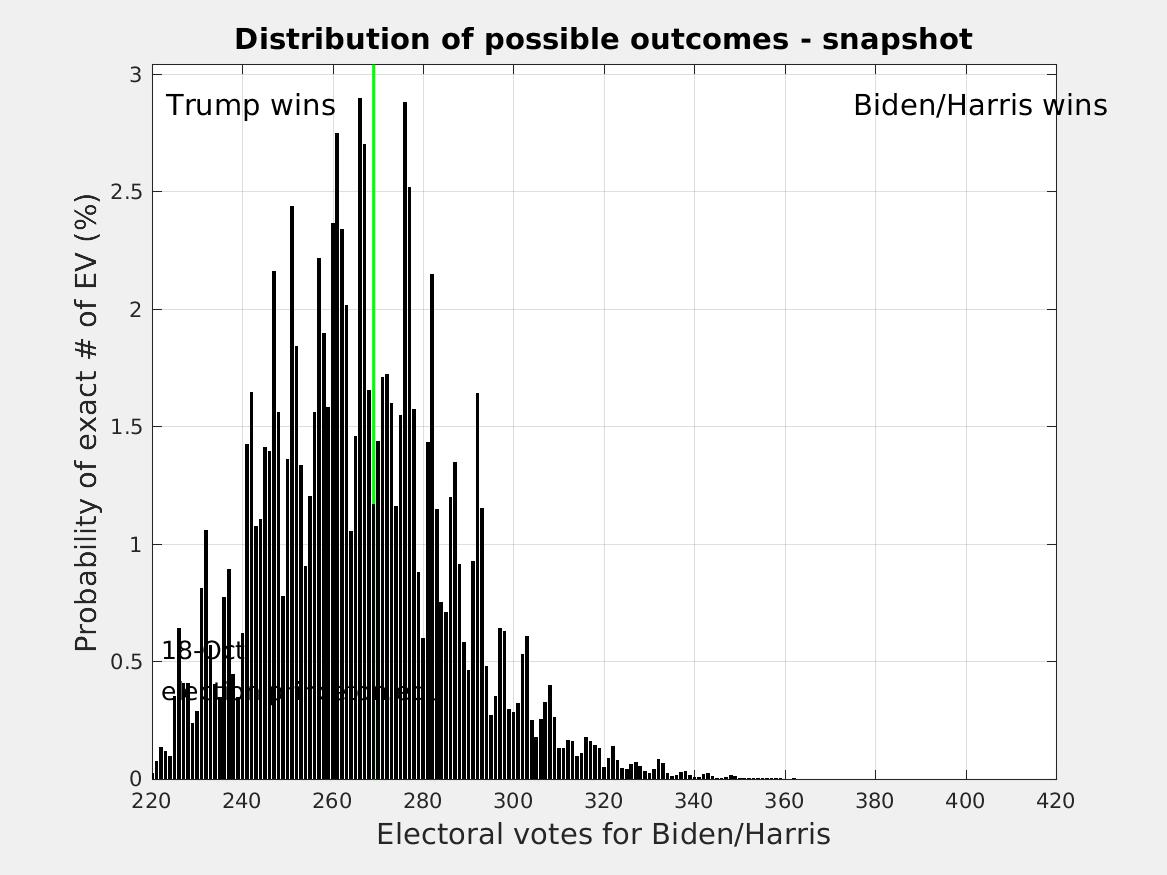 Distribution of possible outcomes - snapshot
Trump wins
Biden/Harris wins
Probability of exact # of EV (%)
3
2.5
2
1.5
1
0.5
0
18-Oct
220 240 260 280 300 320 340 360 380 400 420
Electoral votes for Biden/Harris